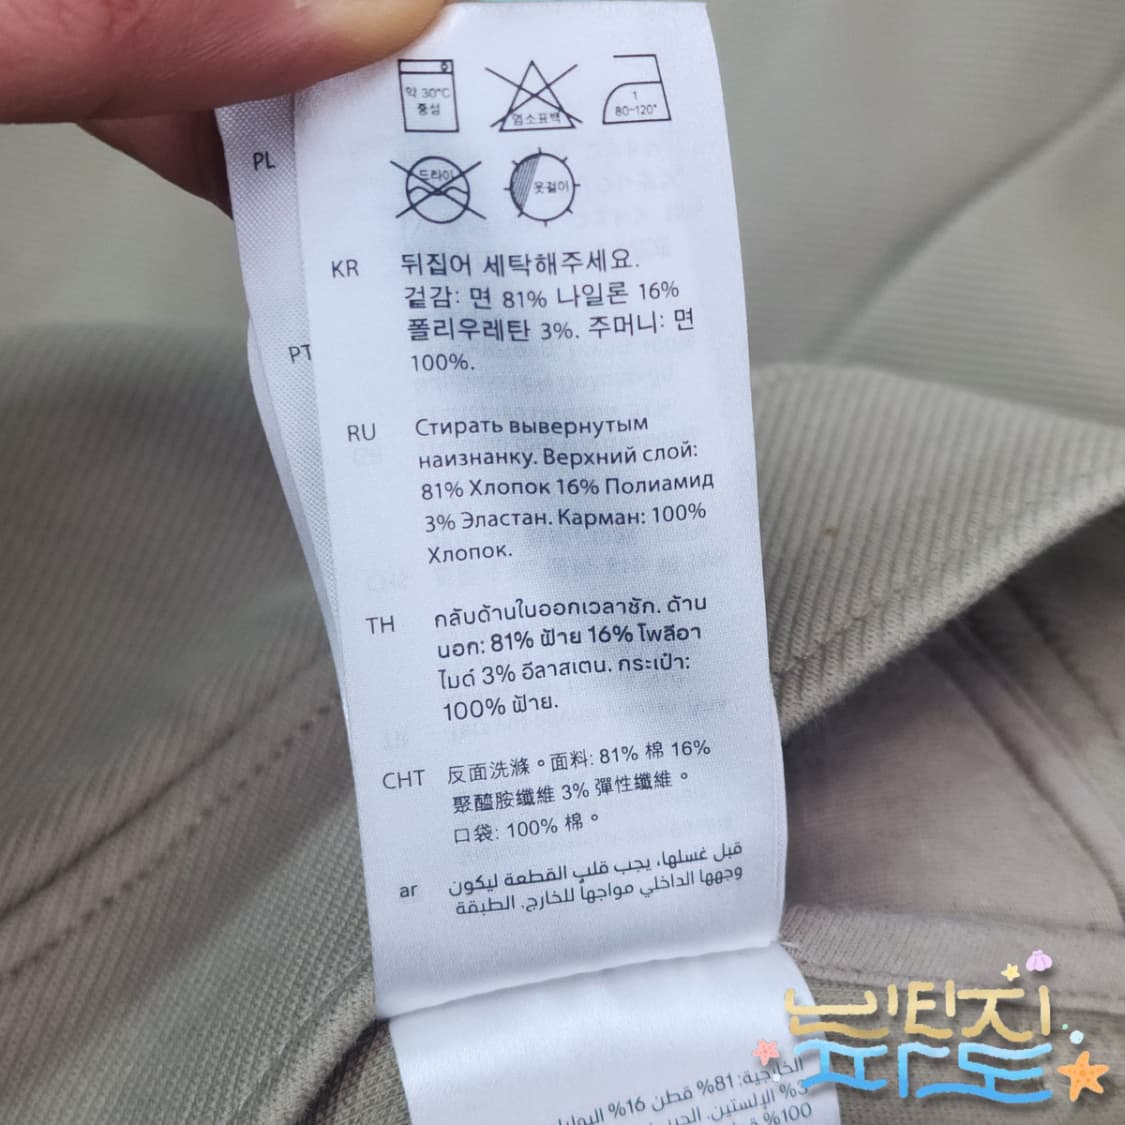 약 30°C
중성
염소표백
1
80-120°
드라이
옷걸이
PL
KR 뒤집어 세탁해주세요.
겉감: 면 81% 나일론 16%
폴리우레탄 3%. 주머니: 면
100%.
PT
RU Стирать вывернутым
наизнанку. Верхний слой:
81% Хлопок 16% Полиамид
3% Эластан. Карман: 100%
Хлопок.
TH กลับด้านในออกเวลาซัก. ด้าน
นอก: 81% ฝ้าย 16% โพลีอา
ไมด์ 3% อีลาสเตน. กระเป๋า:
100% ฝ้าย.
CHT 反面洗滌。面料: 81% 棉 16%
聚醯胺纖維 3% 彈性纖維。
口袋: 100% 棉。
ar قبل غسلها، يجب قلب القطعة ليكون
وجهها الداخلي مواجهاً للخارج. الطبقة
الخارجية: 81% قطن 16%
3% الإلستين.
100%